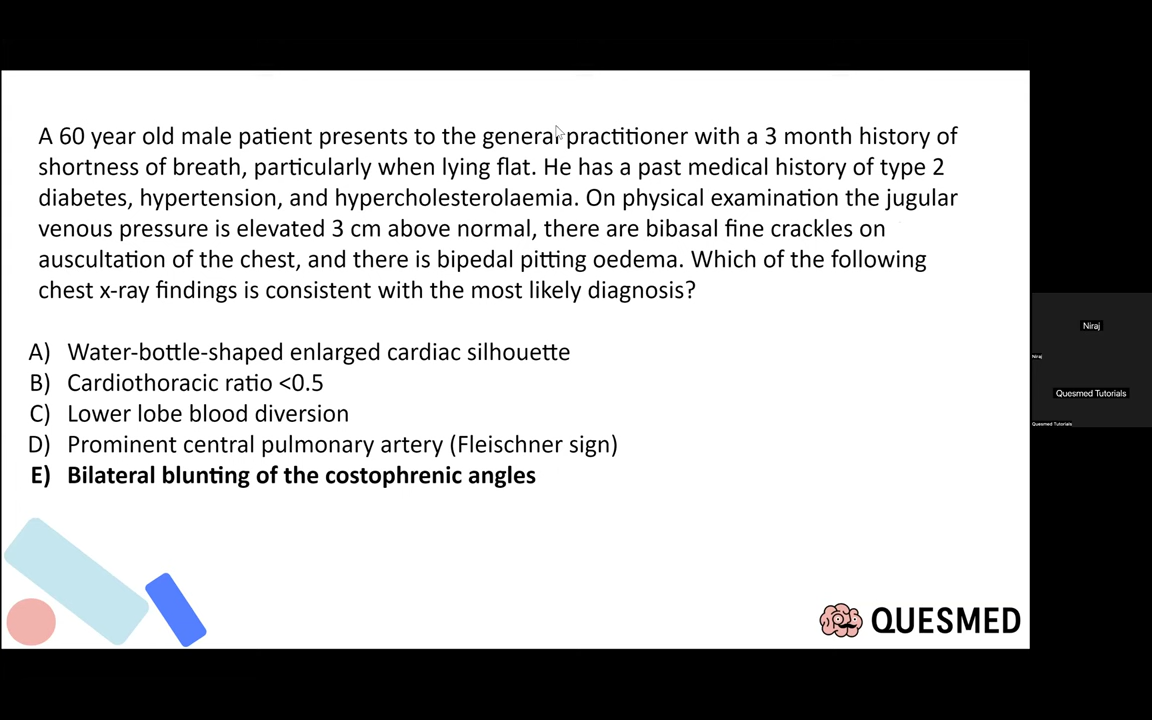 A 60 year old male patient presents to the general practitioner with a 3 month history of
shortness of breath, particularly when lying flat. He has a past medical history of type 2
diabetes, hypertension, and hypercholesterolaemia. On physical examination the jugular
venous pressure is elevated 3 cm above normal, there are bibasal fine crackles on
auscultation of the chest, and there is bipedal pitting oedema. Which of the following
chest x-ray findings is consistent with the most likely diagnosis?
A) Water-bottle-shaped enlarged cardiac silhouette
B) Cardiothoracic ratio <0.5
C) Lower lobe blood diversion
D) Prominent central pulmonary artery (Fleischner sign)
E) Bilateral blunting of the costophrenic angles
QUESMED
Niraj
Niraj
Quesmed Tutorials
Quesmed Tutorials